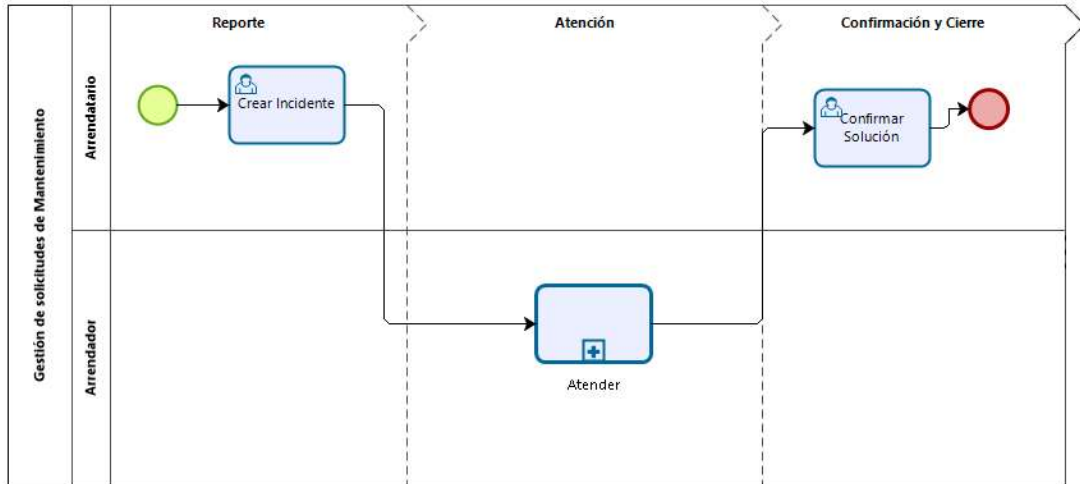 Reporte
Atención
Confirmación y Cierre
Gestión de solicitudes de Mantenimiento
Arrendatario
Crear Incidente
Confirmar
Solución
Arrendador
Atender